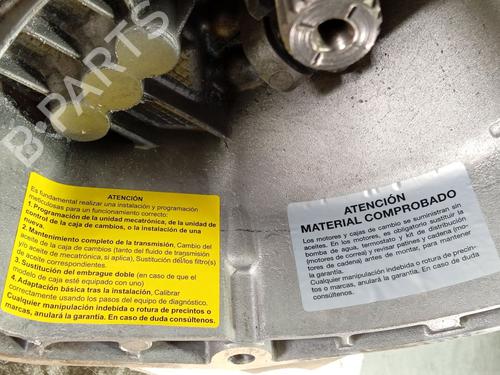 B-PARTS
ATENCIÓN
Es fundamental realizar una instalación y programación
meticulosas para un funcionamiento correcto:
1. Programación de la unidad mecatrónica, de la unidad de
control de la caja de cambios, o la instalación de una
nueva.
2. Mantenimiento completo de la transmisión, Cambio del
aceite de la caja de cambios (tanto del fluido de transmisión
y/o aceite de mecatrónica, si aplica), Sustitución del/los filtro(s)
de aceite correspondientes.
3. Sustitución del embrague doble (en caso de que el
modelo de caja esté equipado con uno)
4. Adaptación básica tras la instalación, Calibrar
correctamente usando los pasos del equipo de diagnóstico.
Cualquier manipulación indebida o rotura de precintos o
marcas, anulará la garantía. En caso de duda consúltenos.
ATENCIÓN
MATERIAL COMPROBADO
Los motores y cajas de cambio se suministran sin
aceites. En los motores, es obligatorio sustituir la
bomba de agua, termostato y kit de distribución
(motores de correa) y revisar patines y cadena (mo-
tores de cadena) antes de montar, para mantener
la garantía.
Cualquier manipulación indebida o rotura de precin-
tos o marcas, anulará la garantía. En caso de duda
consúltenos.